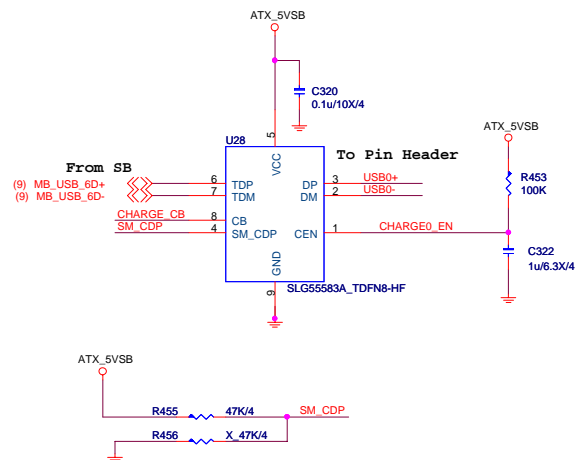 ATX_5VSB
C320
0.1u/10X/4
U28
5
VCC
To Pin Header
From SB
ATX_5VSB
R453
100K
(9) MB_USB_6D+
6
TDP
DP
3
USB0+
(9) MB_USB_6D-
7
TDM
DM
2
USB0-
CHARGE_CB
8
CB
SM_CDP
4
SM_CDP
CEN
1
CHARGE0_EN
C322
1u/6.3X/4
GND
9
SLG55583A_TDFN8-HF
ATX_5VSB
R455
47K/4
SM_CDP
R456
X_47K/4